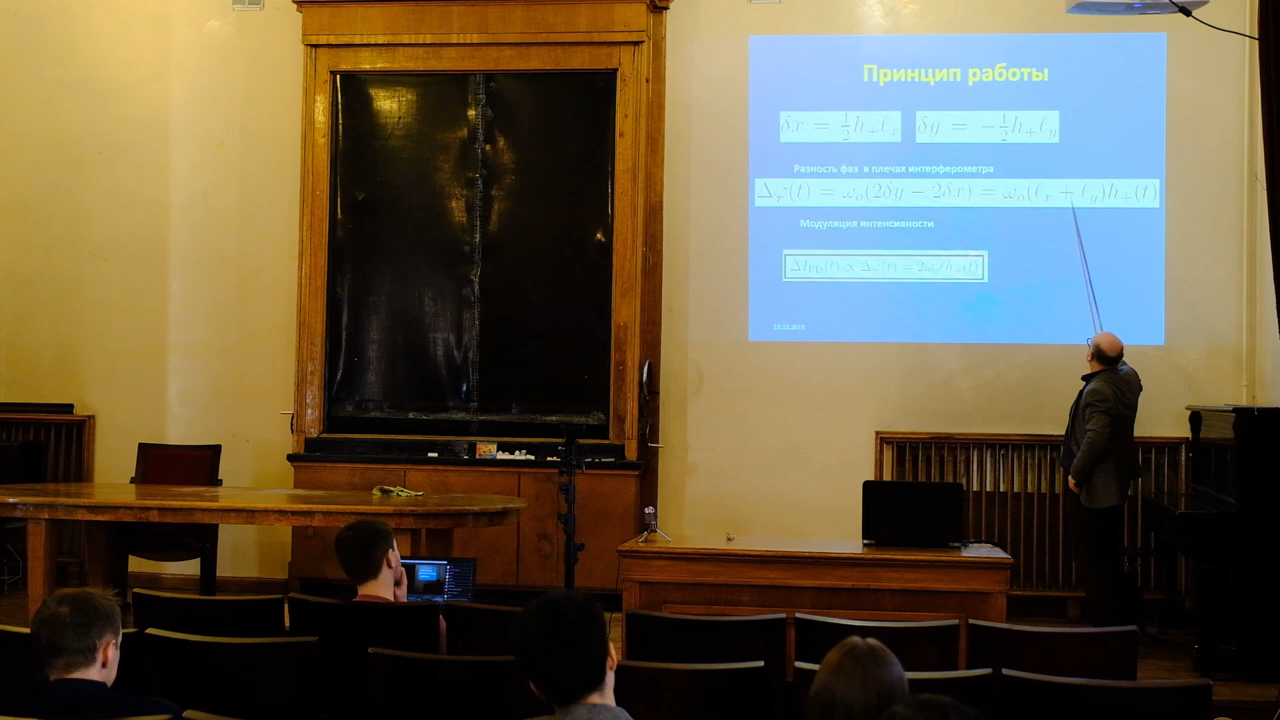 Принцип работы
δx = ½h₊ℓₓ δy = −½h₊ℓᵧ
Разность фаз в плечах интерферометра
Δφ(t) = ω₀(2δy − 2δx) = ω₀(ℓₓ + ℓᵧ)h₊(t)
Модуляция интенсивности